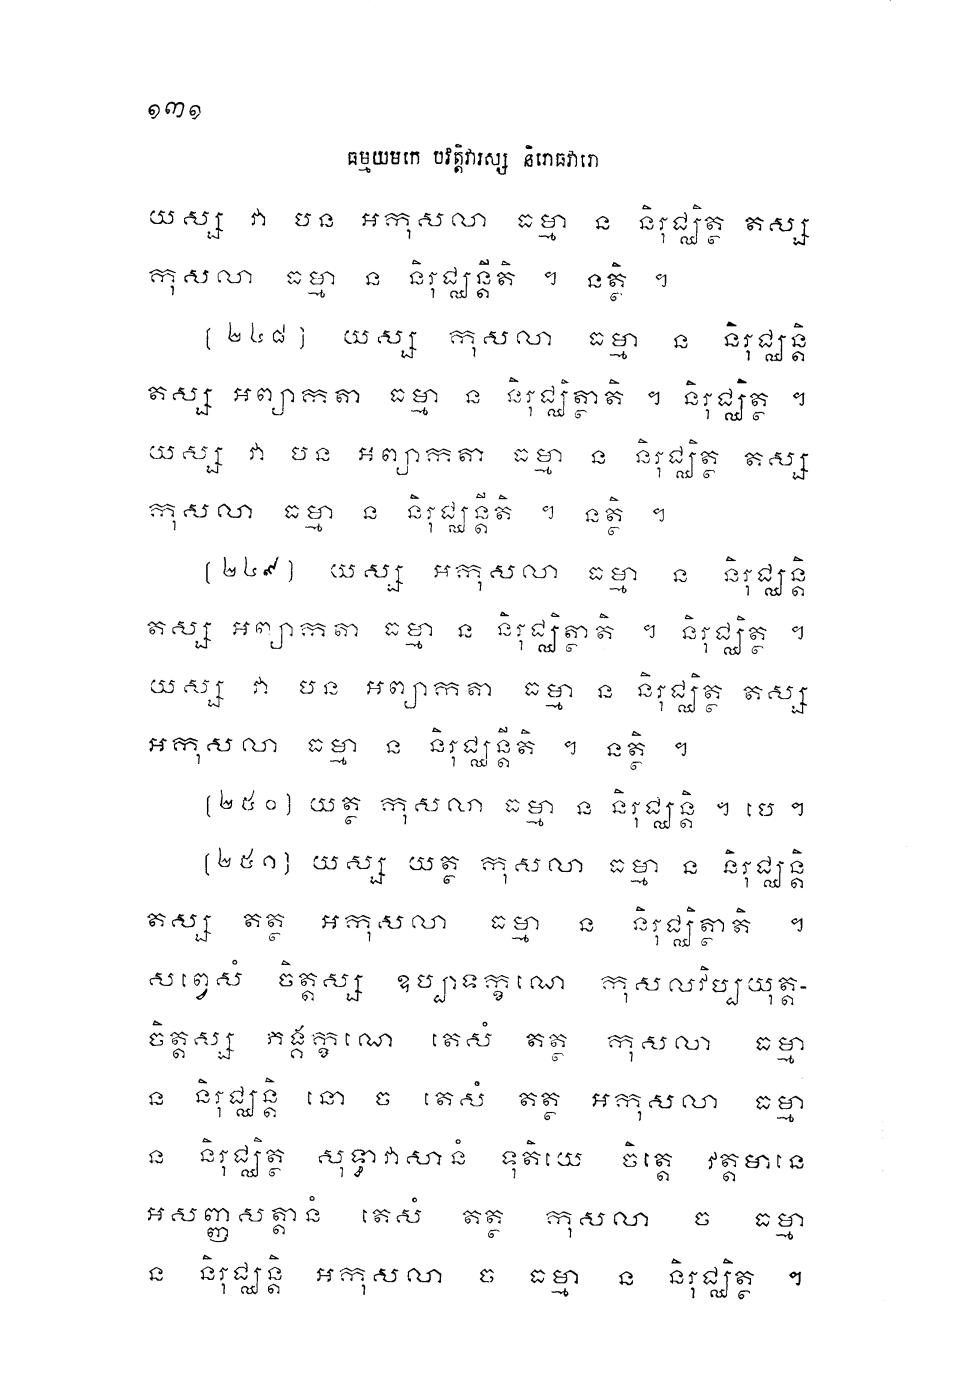 ១៣១
ធម្មយមកេ បវត្តិវារស្ស និរោធវារោ
យស្ស វា បន អកុសលា ធម្មា ន និរុជ្ឈិត្ថ តស្ស
កុសលា ធម្មា ន និរុជ្ឈន្តីតិ ។ នត្ថិ ។
(២៤៨) យស្ស កុសលា ធម្មា ន និរុជ្ឈន្តិ
តស្ស អព្យាកតា ធម្មា ន និរុជ្ឈិត្ថាតិ ។ និរុជ្ឈិត្ថ ។
យស្ស វា បន អព្យាកតា ធម្មា ន និរុជ្ឈិត្ថ តស្ស
កុសលា ធម្មា ន និរុជ្ឈន្តីតិ ។ នត្ថិ ។
(២៤៩) យស្ស អកុសលា ធម្មា ន និរុជ្ឈន្តិ
តស្ស អព្យាកតា ធម្មា ន និរុជ្ឈិត្ថាតិ ។ និរុជ្ឈិត្ថ ។
យស្ស វា បន អព្យាកតា ធម្មា ន និរុជ្ឈិត្ថ តស្ស
អកុសលា ធម្មា ន និរុជ្ឈន្តីតិ ។ នត្ថិ ។
(២៥០) យត្ថ កុសលា ធម្មា ន និរុជ្ឈន្តិ ។ បេ ។
(២៥១) យស្ស យត្ថ កុសលា ធម្មា ន និរុជ្ឈន្តិ
តស្ស តត្ថ អកុសលា ធម្មា ន និរុជ្ឈិត្ថាតិ ។
សព្វេសំ ចិត្តស្ស ឧប្បាទក្ខណេ កុសលវិប្បយុត្ត-
ចិត្តស្ស ភង្គក្ខណេ តេសំ តត្ថ កុសលា ធម្មា
ន និរុជ្ឈន្តិ នោ ច តេសំ តត្ថ អកុសលា ធម្មា
ន និរុជ្ឈិត្ថ សុទ្ធាវាសានំ ទុតិយេ ចិត្តេ វត្តមានេ
អសញ្ញសត្តានំ តេសំ តត្ថ កុសលា ច ធម្មា
ន និរុជ្ឈន្តិ អកុសលា ច ធម្មា ន និរុជ្ឈិត្ថ ។